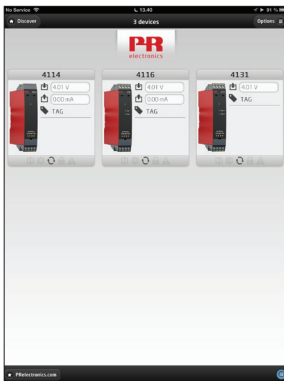 No Service 13.40 91 %
Discover 3 devices Options
PR
electronics
4114 4116 4131
4.01 V 4.01 V 4.01 V
0.00 mA 0.00 mA TAG
TAG TAG
PRelectronics.com